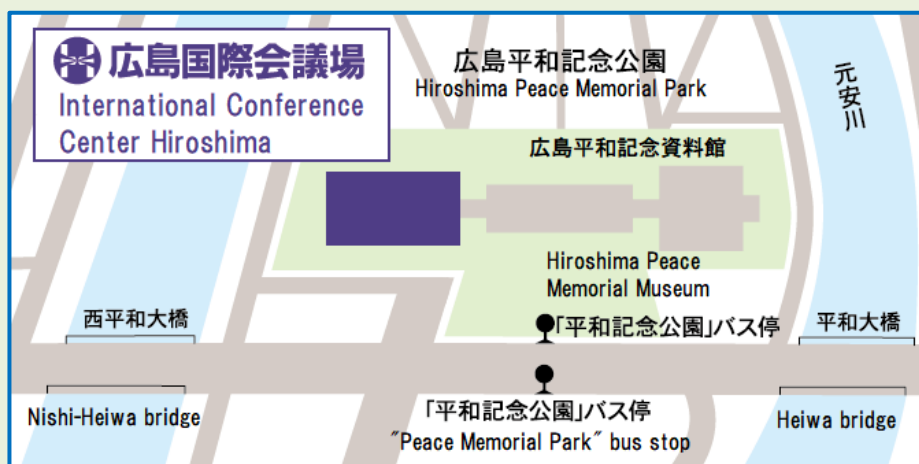 広島国際会議場
International Conference
Center Hiroshima
広島平和記念公園
Hiroshima Peace Memorial Park
元安川
広島平和記念資料館
Hiroshima Peace
Memorial Museum
西平和大橋
「平和記念公園」バス停
平和大橋
Nishi-Heiwa bridge
「平和記念公園」バス停
"Peace Memorial Park" bus stop
Heiwa bridge